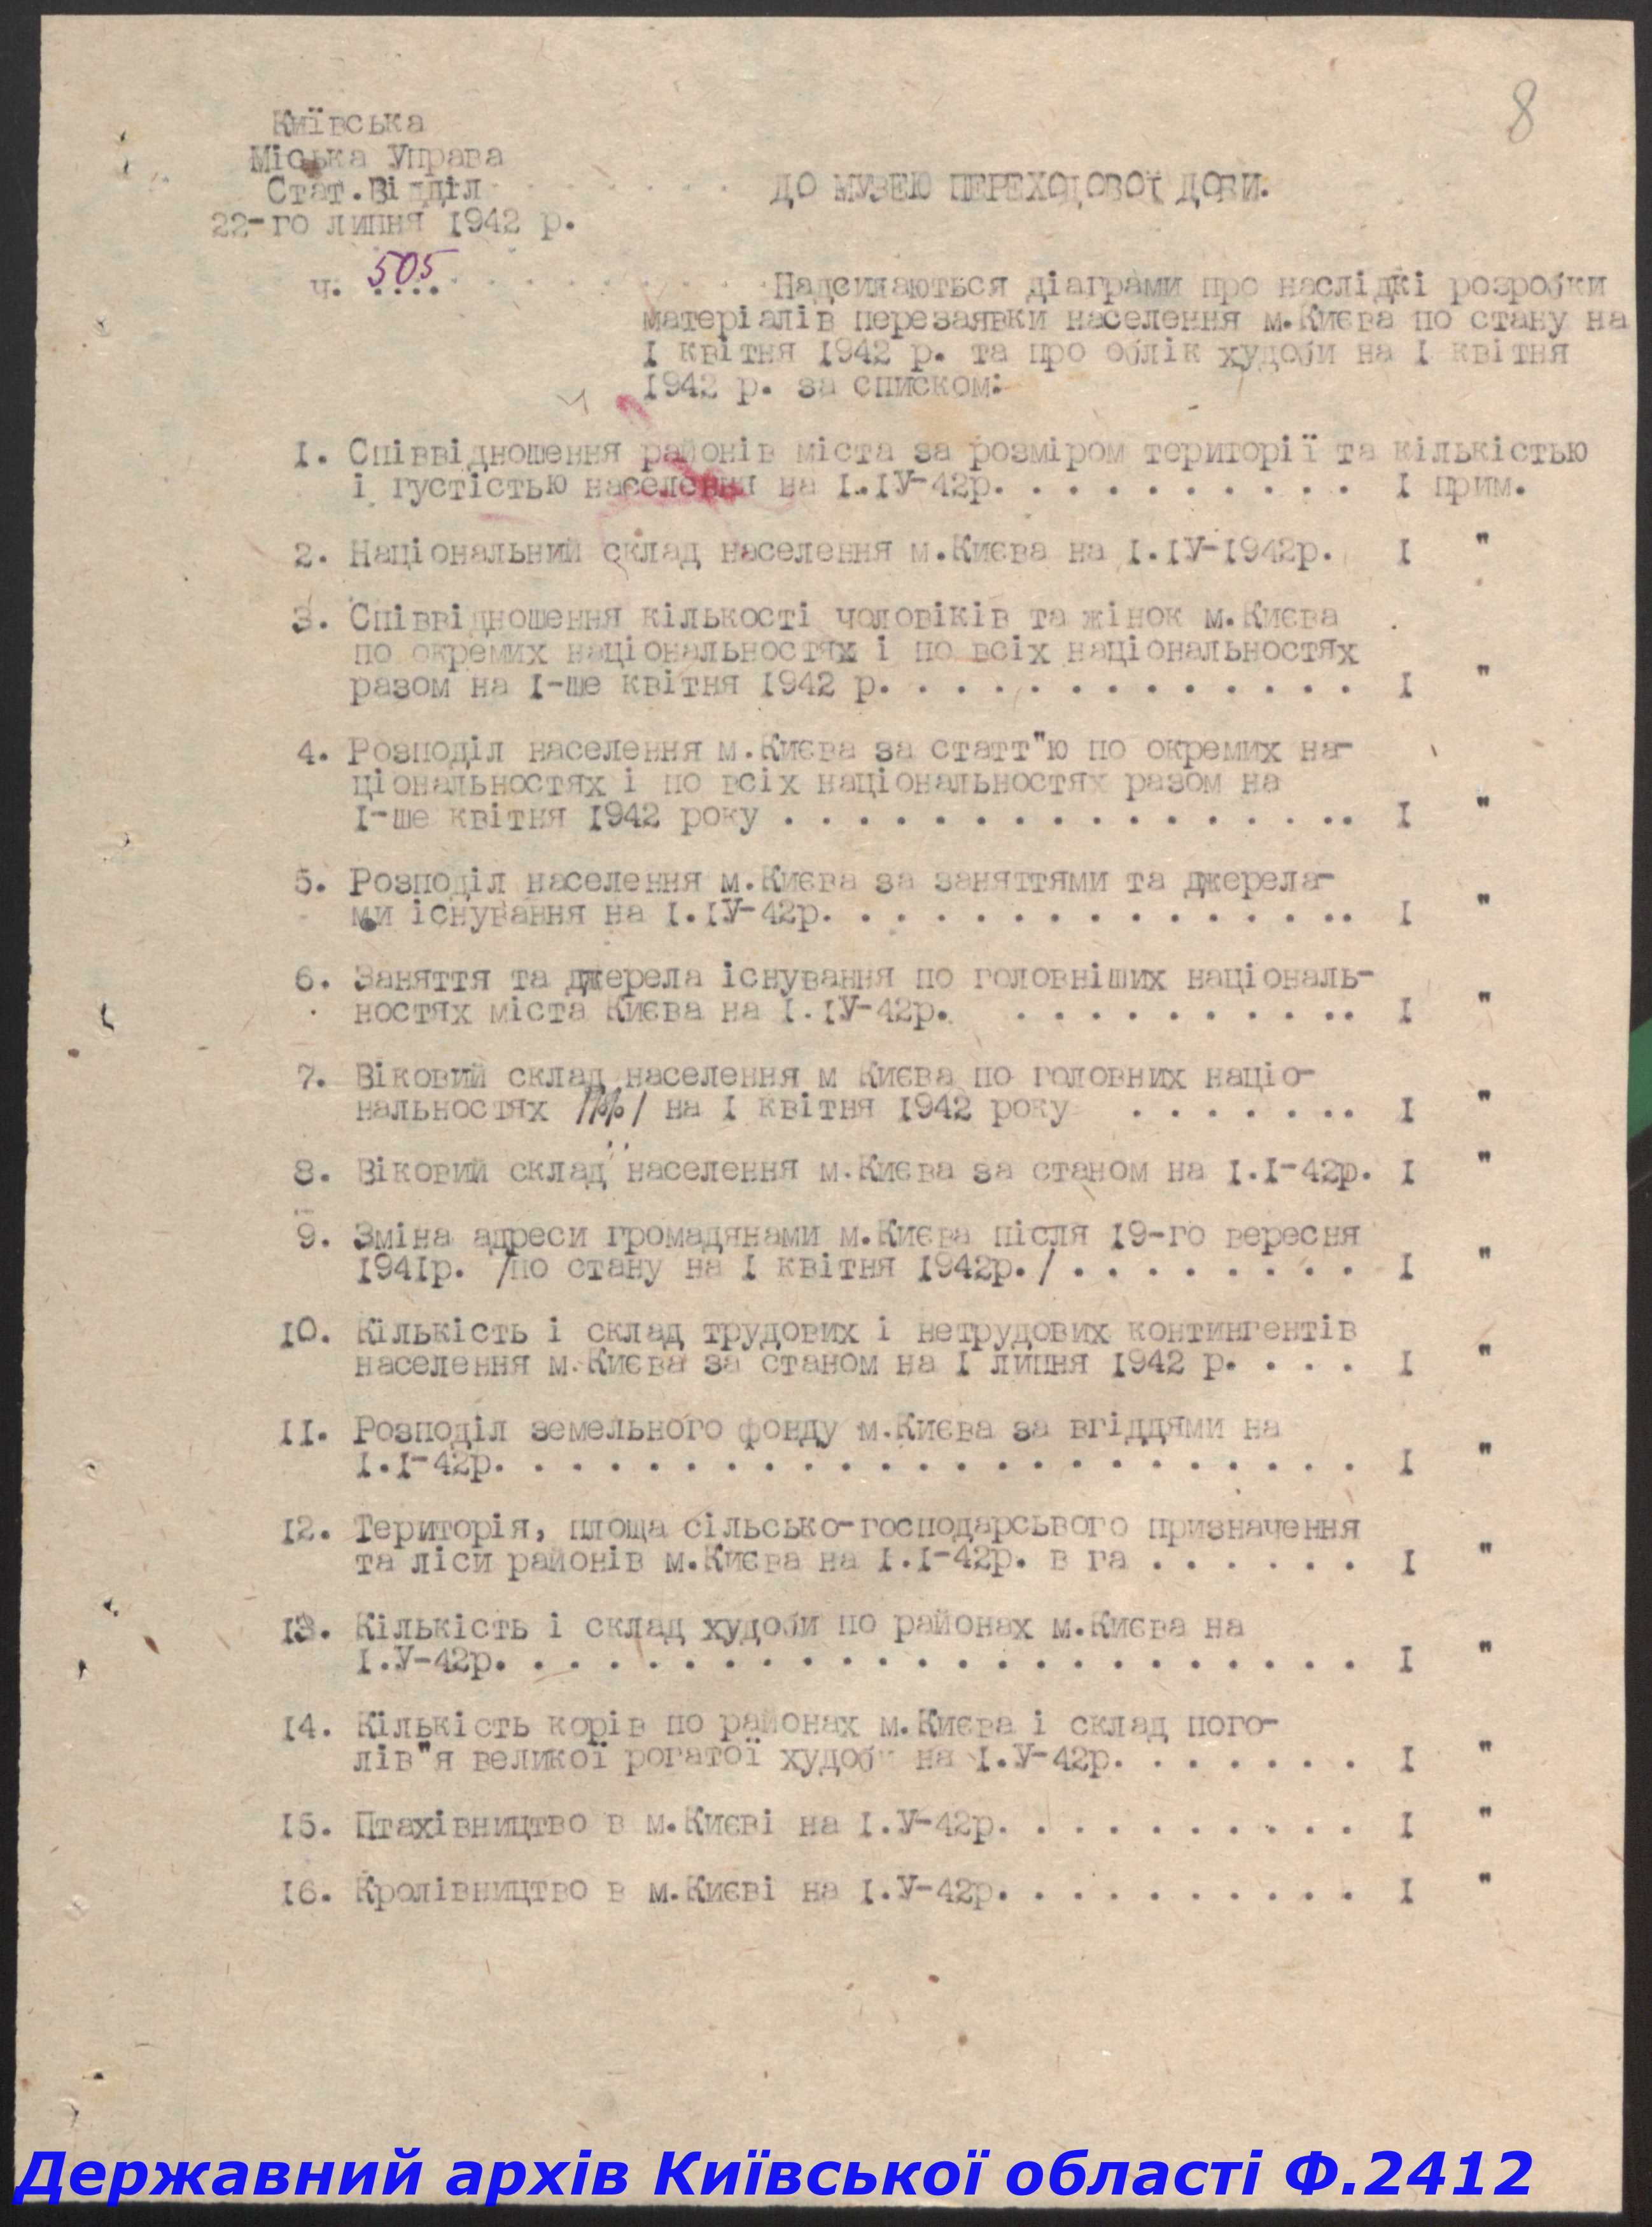 8
Київська
Міська Управа
Стат.Відділ
22-го липня 1942 р.
ч. 505
ДО МУЗЕЮ ПЕРЕХОДОВОЇ ДОБИ.
Надсилаються діаграми про наслідкі розробки
матеріалів перезаявки населення м.Києва по стану на
I квітня 1942 р. та про облік худоби на I квітня
1942 р. за списком:
I. Співвідношення районів міста за розміром території та кількістью
і густістью населення на I.IУ-42р. . . . . . . . . . . I прим.
2. Національний склад населення м.Києва на I.IУ-1942р. I "
3. Співвідношення кількості чоловіків та жінок м.Києва
по окремих національностях і по всіх національностях
разом на I-ше квітня 1942 р. . . . . . . . . . . . . . I "
4. Розподіл населення м.Києва за статт"ю по окремих на-
ціональностях і по всіх національностях разом на
I-ше квітня 1942 року . . . . . . . . . . . . . . . .. I "
5. Розподіл населення м.Києва за заняттями та джерела-
ми існування на I.IУ-42р. . . . . . . . . . . . . . .. I "
6. Заняття та джерела існування по головніших національ-
ностях міста Києва на I.IУ-42р. . . . . . . . . . .. I "
7. Віковий склад населення м Києва по головних націо-
нальностях /%%/ на I квітня 1942 року . . . . . . .. I "
8. Віковий склад населення м.Києва за станом на I.I-42р. I "
9. Зміна адреси громадянами м.Києва після 19-го вересня
1941р. /по стану на I квітня 1942р./ . . . . . . . . I "
10. Кількість і склад трудових і нетрудових контингентів
населення м.Києва за станом на I липня 1942 р. . . . I "
II. Розподіл земельного фонду м.Києва за вгіддями на
I.I-42р. . . . . . . . . . . . . . . . . . . . . . . I "
12. Територія, площа сільсько-господарсьвого призначення
та ліси районів м.Києва на I.I-42р. в га . . . . . . I "
13. Кількість і склад худоби по районах м.Києва на
I.У-42р. . . . . . . . . . . . . . . . . . . . . . . I "
14. Кількість корів по районах м.Києва і склад пого-
лів"я великої рогатої худоби на I.У-42р. . . . . . . I "
15. Птахівництво в м.Києві на I.У-42р. . . . . . . . . . I "
16. Кролівництво в м.Києві на I.У-42р. . . . . . . . . . I "
Державний архів Київської області Ф.2412